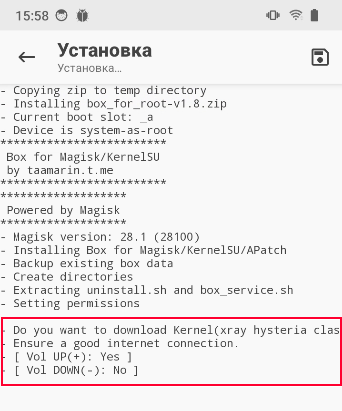 15:58
Установка
Установка...
- Copying zip to temp directory
- Installing box_for_root-v1.8.zip
- Current boot slot: _a
- Device is system-as-root
*************************
Box for Magisk/KernelSU
by taamarin.t.me
*************************
*******************
Powered by Magisk
*******************
- Magisk version: 28.1 (28100)
- Installing Box for Magisk/KernelSU/APatch
- Backup existing box data
- Create directories
- Extracting uninstall.sh and box_service.sh
- Setting permissions
- Do you want to download Kernel(xray hysteria clas
- Ensure a good internet connection.
- [ Vol UP(+): Yes ]
- [ Vol DOWN(-): No ]